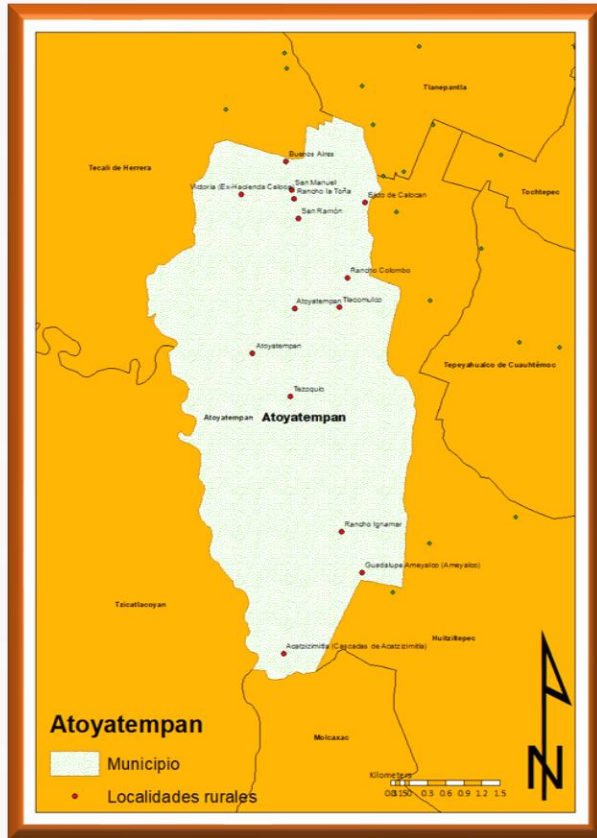 Tlanepantla
Buenos Aires
Tecali de Herrera
San Manuel
Victoria (Ex-Hacienda Caloca)
Rancho la Toña
Tochtepec
Ejido de Calocan
San Ramón
Rancho Colombo
Atoyatempan
Tlacomulco
Atoyatempan
Tepeyahualco de Cuauhtémoc
Tezoquio
Atoyatempan
Atoyatempan
Rancho Ignamar
Guadalupe Ameyalco (Ameyalco)
Tzicatlacoyan
Huitziltepec
Acatzicimitla (Cascadas de Acatzicimitla)
Molcaxac
Atoyatempan
Municipio
Localidades rurales
Kilometers
0.3 0.6 0.9 1.2 1.5
N